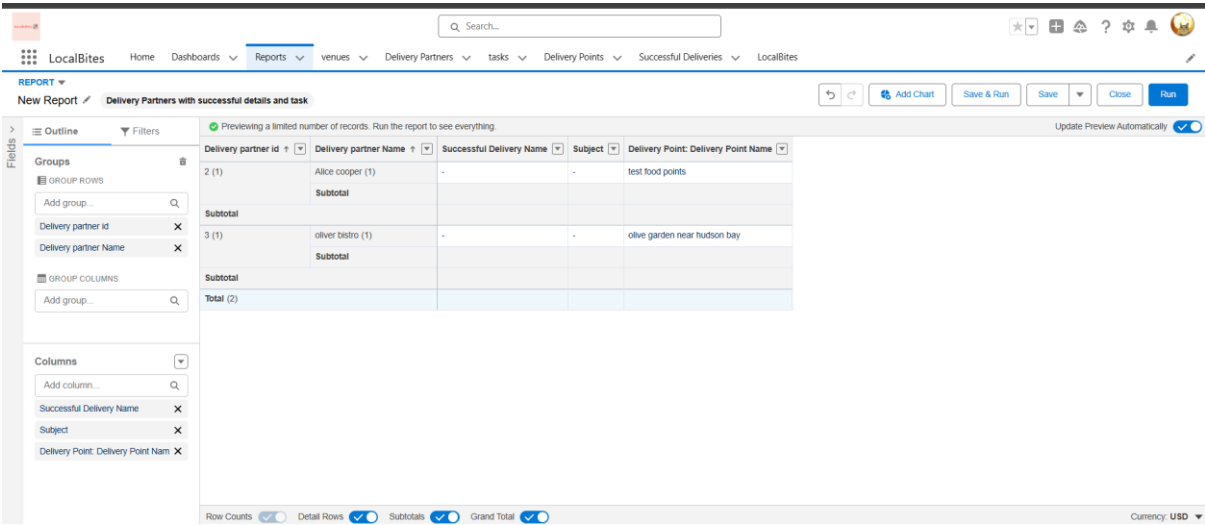 Search...
LocalBites
Home
Dashboards
Reports
venues
Delivery Partners
tasks
Delivery Points
Successful Deliveries
LocalBites
REPORT
New Report
Delivery Partners with successful details and task
Add Chart
Save & Run
Save
Close
Run
Fields
Outline
Filters
Previewing a limited number of records. Run the report to see everything.
Update Preview Automatically
Groups
GROUP ROWS
Add group...
Delivery partner id
Delivery partner Name
GROUP COLUMNS
Add group...
Columns
Add column...
Successful Delivery Name
Subject
Delivery Point: Delivery Point Nam
Delivery partner id Delivery partner Name Successful Delivery Name Subject Delivery Point: Delivery Point Name
2 (1) Alice cooper (1) - - test food points
Subtotal
Subtotal
3 (1) oliver bistro (1) - - olive garden near hudson bay
Subtotal
Subtotal
Total (2)
Row Counts
Detail Rows
Subtotals
Grand Total
Currency: USD